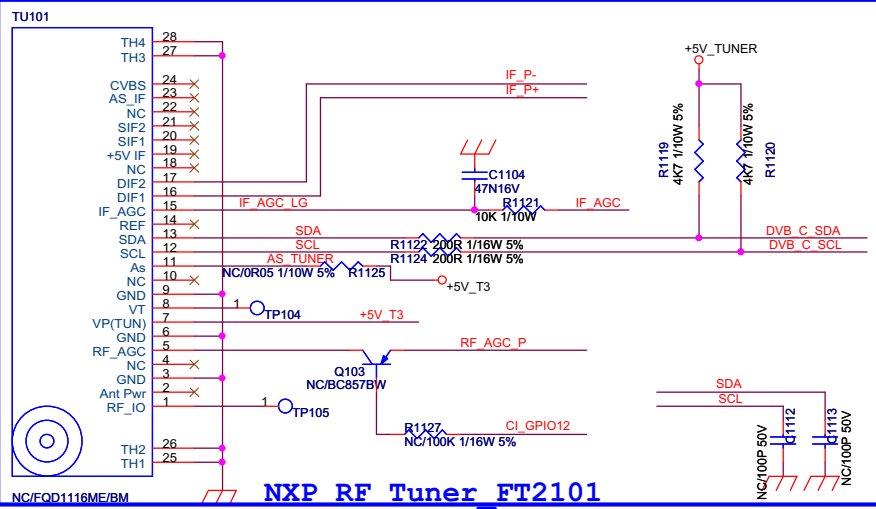 TU101
TH4 28
TH3 27
+5V_TUNER
CVBS 24
IF_P-
AS_IF 23
IF_P+
NC 22
SIF2 21
SIF1 20
+5V IF 19
NC 18
R1119
4K7 1/10W 5%
4K7 1/10W 5%
R1120
DIF2 17
C1104
47N16V
DIF1 16
IF_AGC 15
IF_AGC_LG
R1121
10K 1/10W
IF_AGC
REF 14
SDA 13
SDA
R1122 200R 1/16W 5%
DVB_C_SDA
SCL 12
SCL
R1124 200R 1/16W 5%
DVB_C_SCL
As 11
AS_TUNER
NC/0R05 1/10W 5%
R1125
NC 10
+5V_T3
GND 9
VT 8
1
TP104
VP(TUN) 7
+5V_T3
GND 6
RF_AGC 5
RF_AGC_P
NC 4
Q103
NC/BC857BW
GND 3
Ant Pwr 2
RF_IO 1
1
TP105
SDA
SCL
R1127
NC/100K 1/16W 5%
CI_GPIO12
C1112
NC/100P 50V
C1113
NC/100P 50V
TH2 26
TH1 25
NC/FQD1116ME/BM
NXP RF Tuner_FT2101